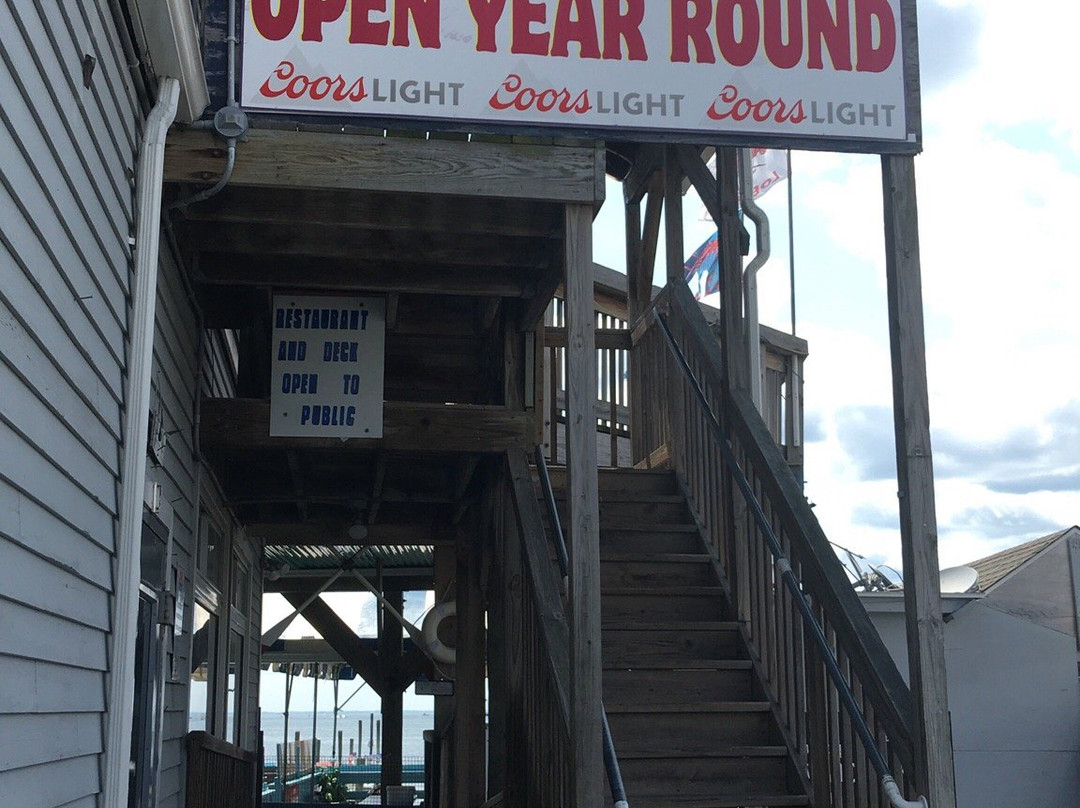 OPEN YEAR ROUND
Coors LIGHT Coors LIGHT Coors LIGHT
RESTAURANT
AND DECK
OPEN TO
PUBLIC